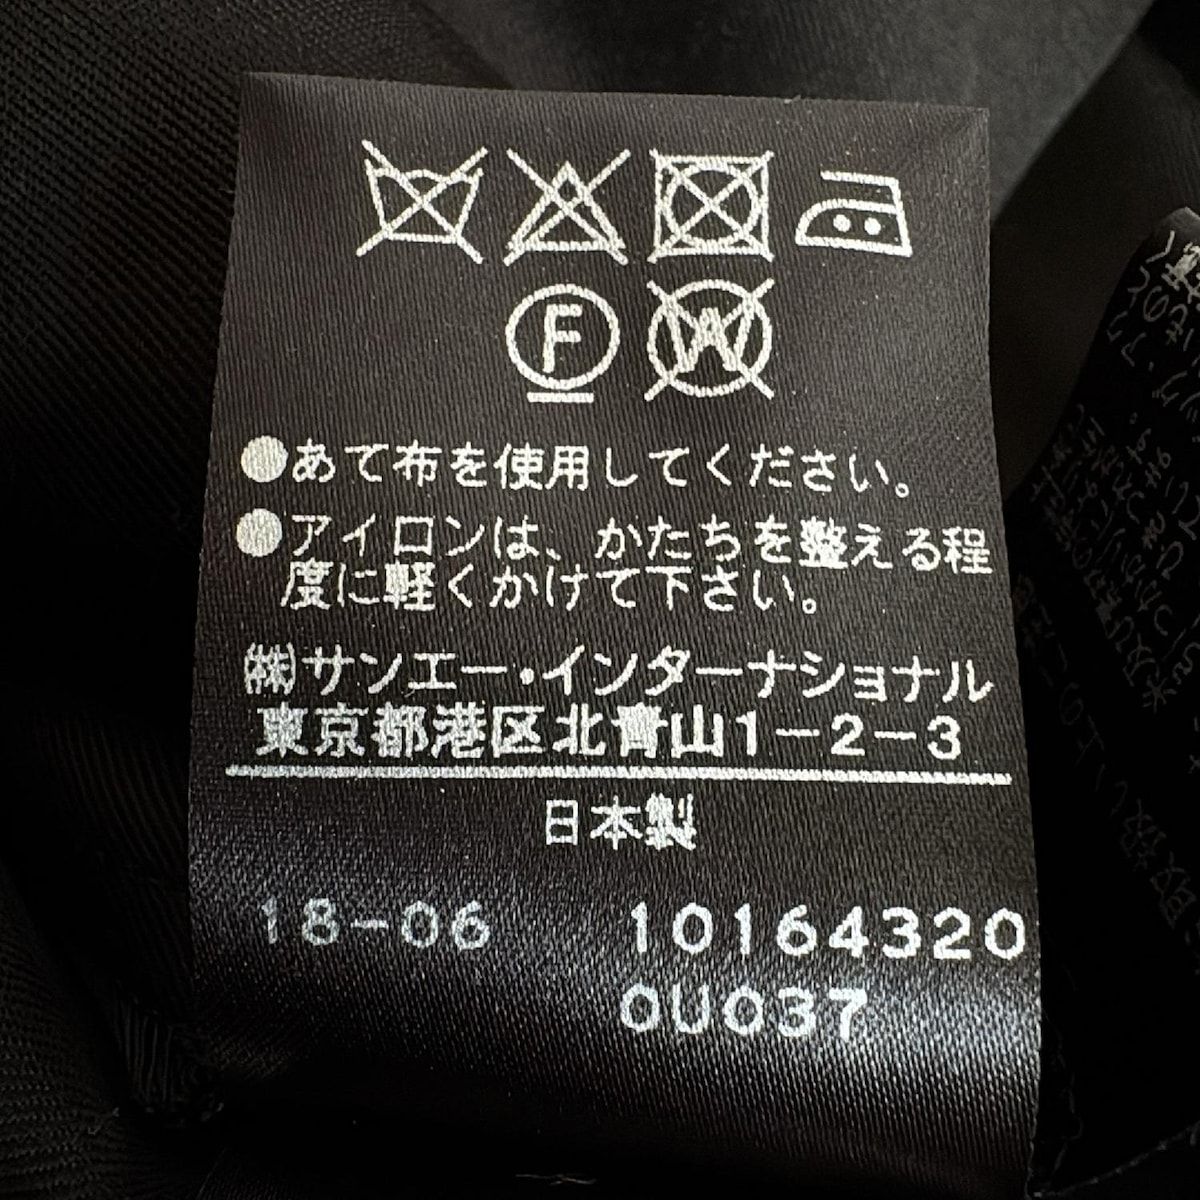 F W
●あて布を使用してください。
●アイロンは、かたちを整える程
度に軽くかけて下さい。
㈱サンエー・インターナショナル
東京都港区北青山1-2-3
日本製
18-06 10164320
0U037